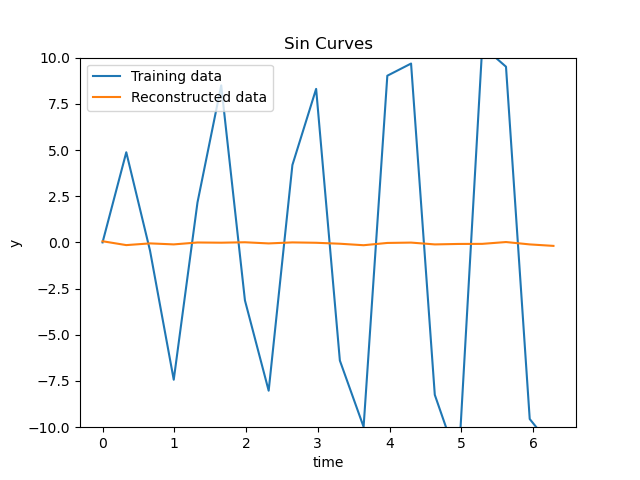 Sin Curves
Training data
Reconstructed data
10.0
7.5
5.0
2.5
0.0
−2.5
−5.0
−7.5
−10.0
y
0 1 2 3 4 5 6
time